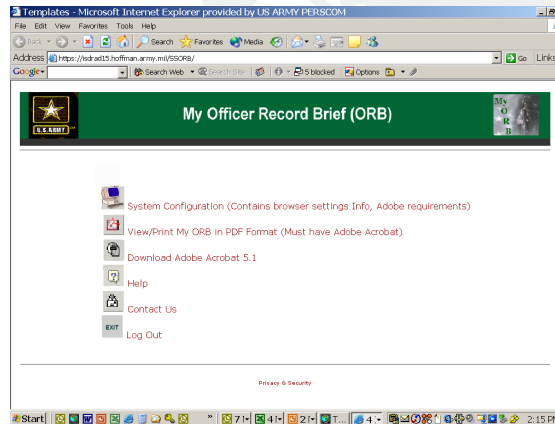 Templates - Microsoft Internet Explorer provided by US ARMY PERSCOM
File Edit View Favorites Tools Help
Back Search Favorites Media
Address https://isdrad15.hoffman.army.mil/SSORB/ Go Links
Google Search Web Search Site 5 blocked Options
U.S. ARMY My Officer Record Brief (ORB) My
O
R
B
System Configuration (Contains browser settings Info, Adobe requirements)
View/Print My ORB in PDF Format (Must have Adobe Acrobat)
Download Adobe Acrobat 5.1
Help
Contact Us
EXIT Log Out
Privacy & Security
Start 2:15 PM